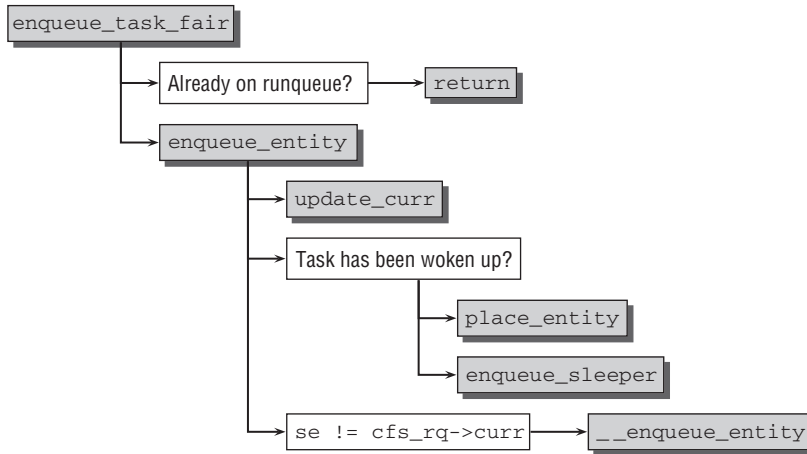 enqueue_task_fair
Already on runqueue?
return
enqueue_entity
update_curr
Task has been woken up?
place_entity
enqueue_sleeper
se != cfs_rq->curr
__enqueue_entity